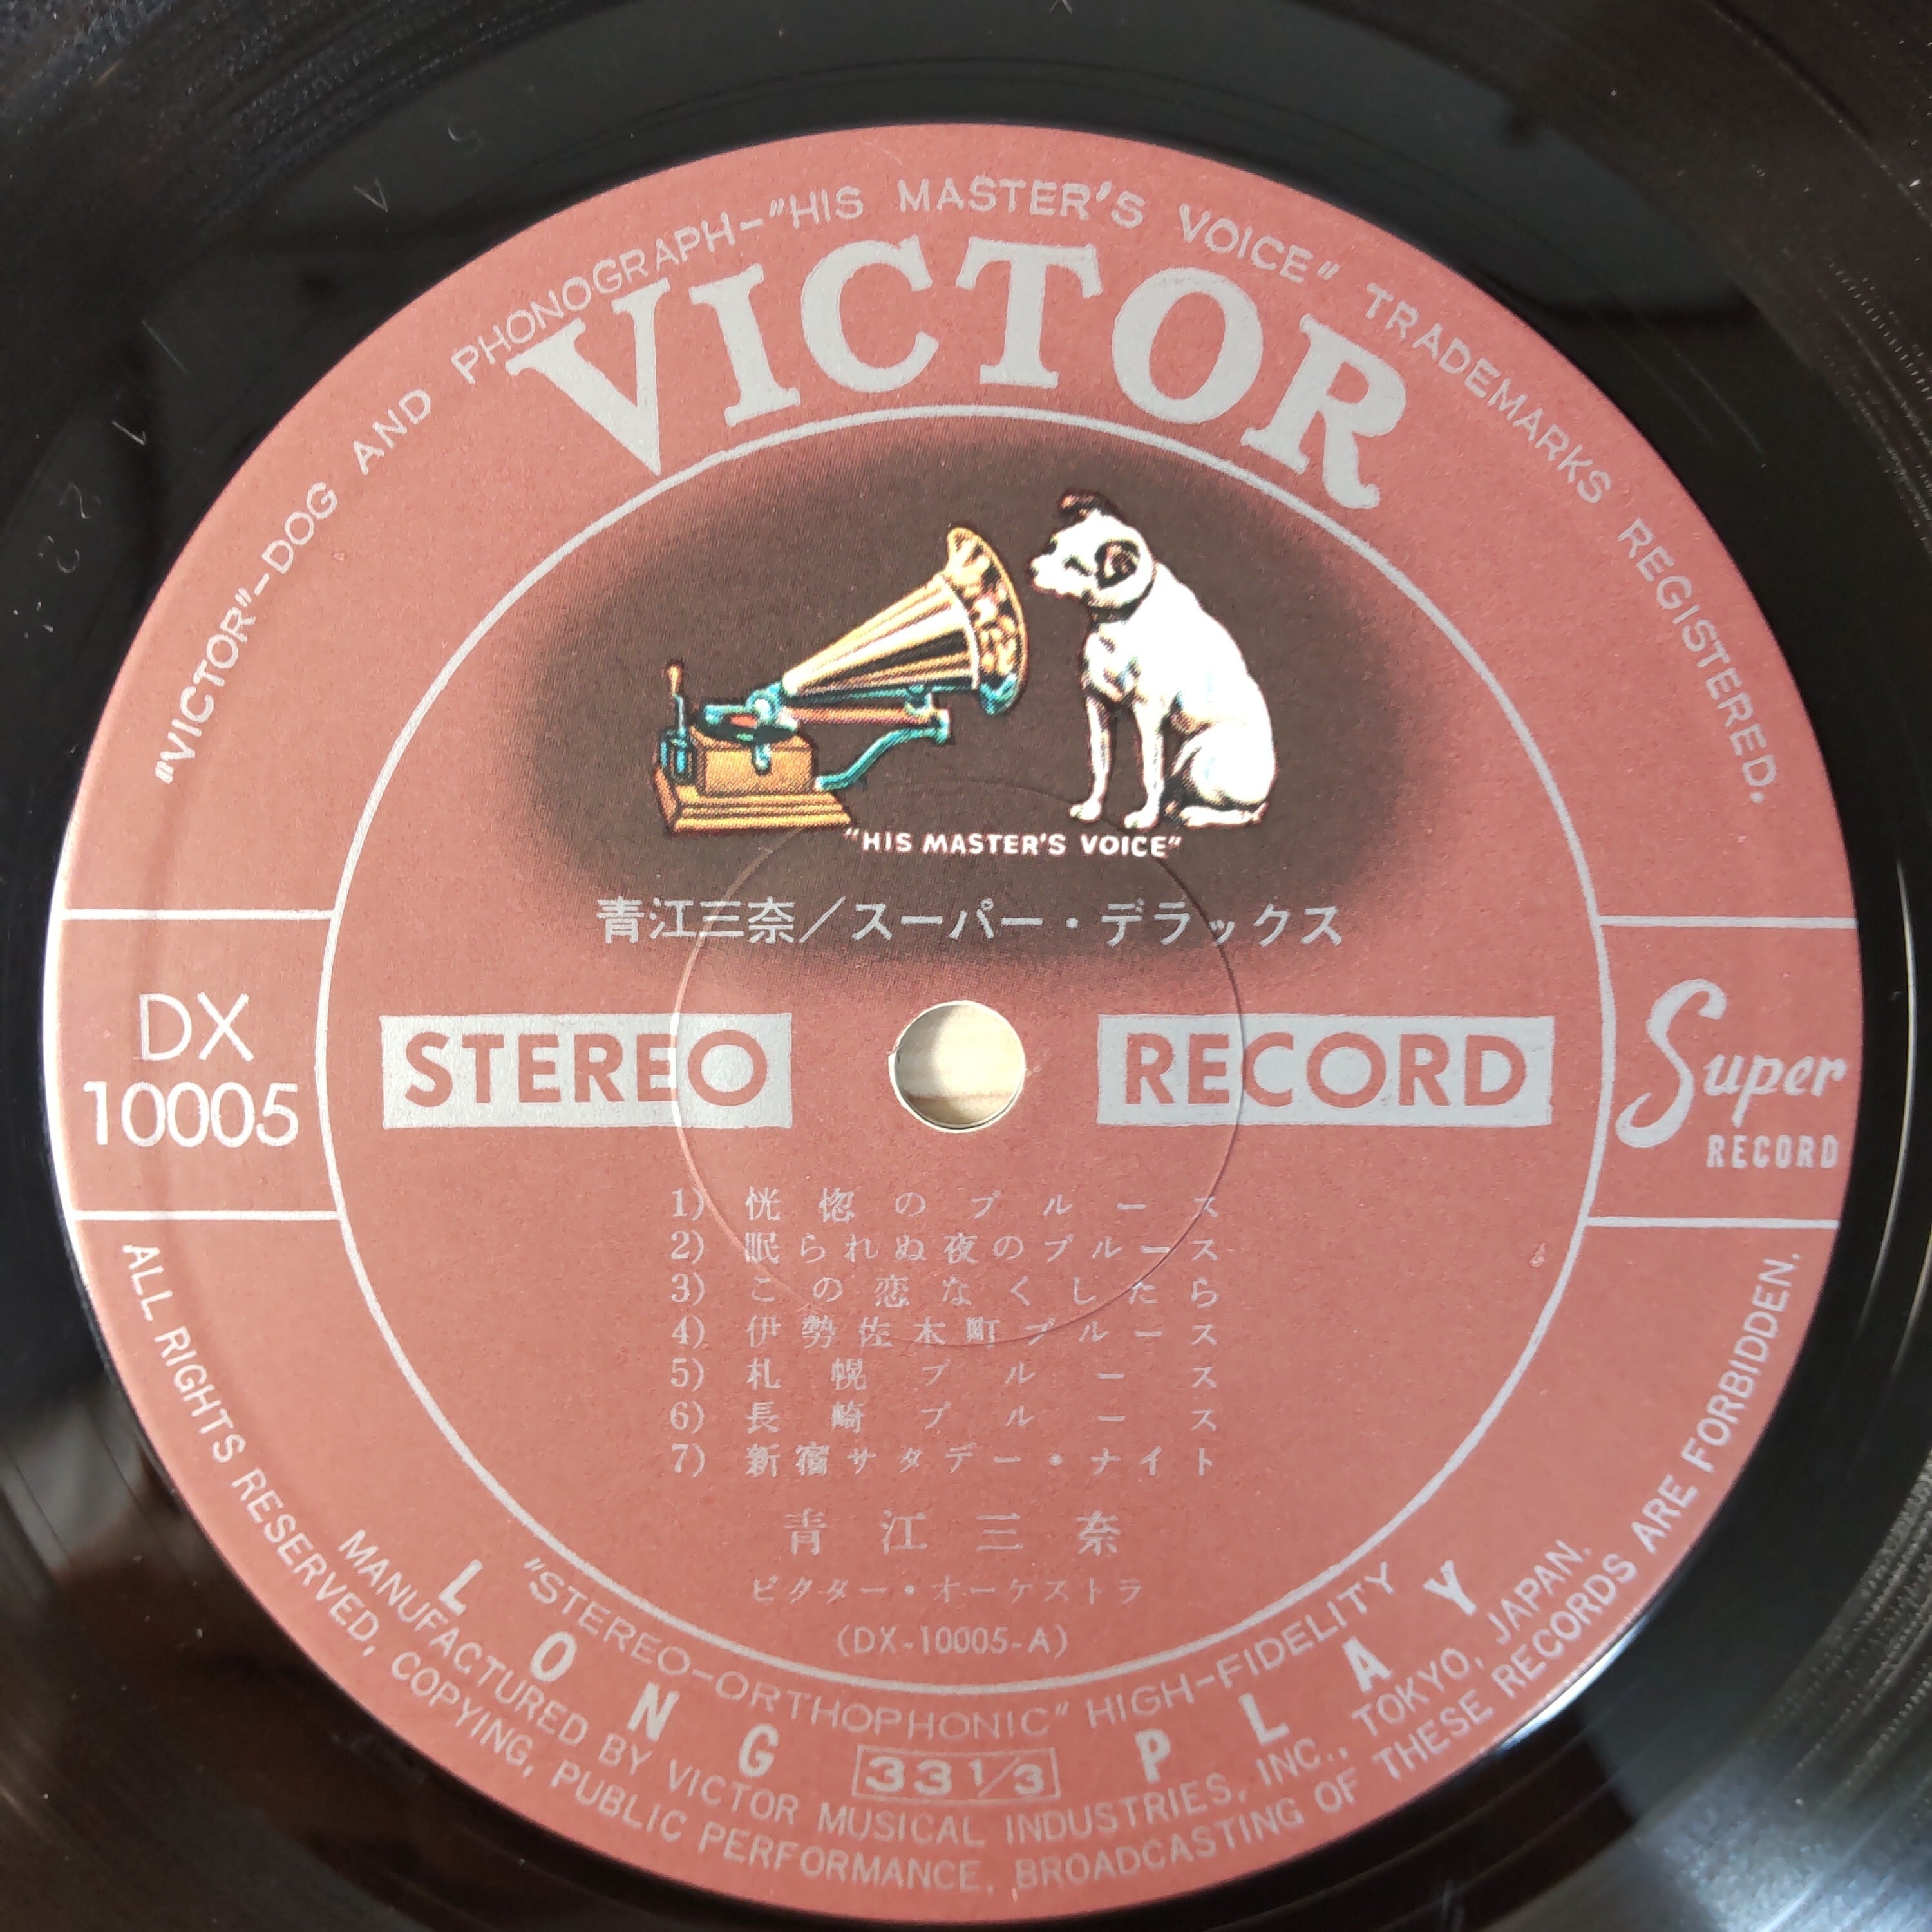 "VICTOR"-DOG AND PHONOGRAPH-"HIS MASTER'S VOICE" TRADEMARKS REGISTERED.
VICTOR
"HIS MASTER'S VOICE"
青江三奈/スーパー・デラックス
DX
10005
STEREO RECORD
Super
RECORD
1) 恍惚のブルース
2) 眠られぬ夜のブルース
3) この恋なくしたら
4) 伊勢佐木町ブルース
5) 札幌ブルース
6) 長崎ブルース
7) 新宿サタデー・ナイト
青江三奈
ビクター・オーケストラ
(DX-10005-A)
"STEREO-ORTHOPHONIC" HIGH-FIDELITY
LONG 33 1/3 PLAY
MANUFACTURED BY VICTOR MUSICAL INDUSTRIES, INC., TOKYO, JAPAN.
ALL RIGHTS RESERVED, COPYING, PUBLIC PERFORMANCE, BROADCASTING OF THESE RECORDS ARE FORBIDDEN.